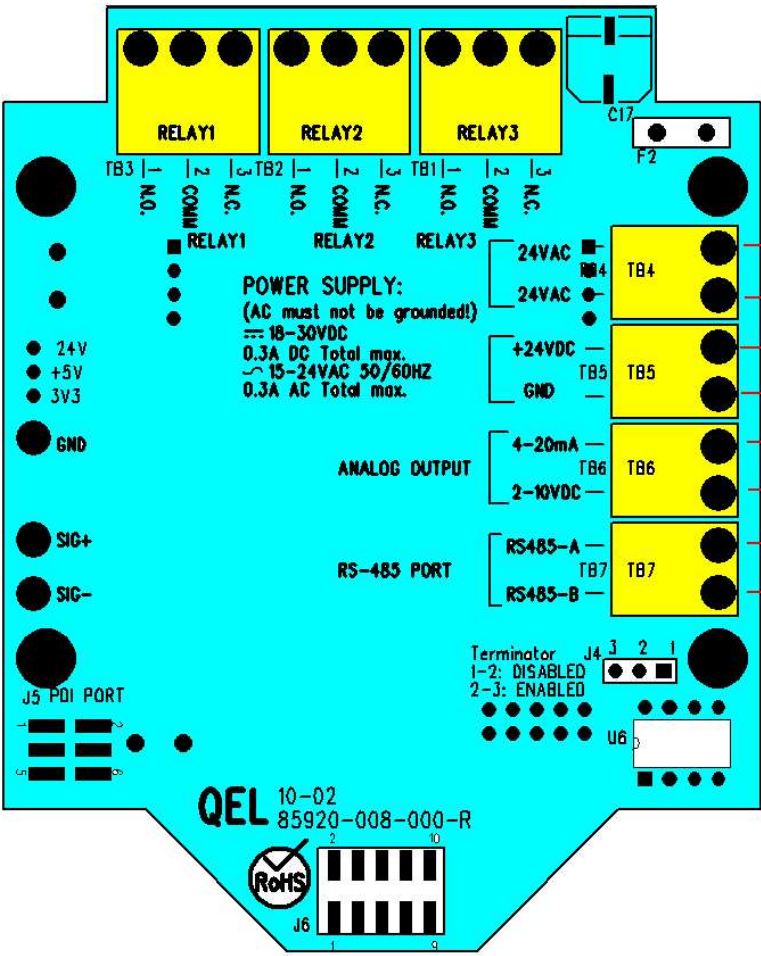 RELAY1 RELAY2 RELAY3
C17
F2
TB3 1 2 3 TB2 1 2 3 TB1 1 2 3
N.O. COMM N.C. N.O. COMM N.C. N.O. COMM N.C.
RELAY1 RELAY2 RELAY3
24VAC TB4 TB4
24VAC
POWER SUPPLY:
(AC must not be grounded!)
18-30VDC
0.3A DC Total max.
15-24VAC 50/60HZ
0.3A AC Total max.
24V
+5V
3V3
+24VDC
TB5 TB5
GND
GND
4-20mA
ANALOG OUTPUT TB6 TB6
2-10VDC
SIG+
RS485-A
RS-485 PORT TB7 TB7
SIG-
RS485-B
Terminator J4 3 2 1
1-2: DISABLED
2-3: ENABLED
J5 PDI PORT
1 2
5 6
U6
QEL 10-02
85920-008-000-R
2 10
RoHS
J6
1 9